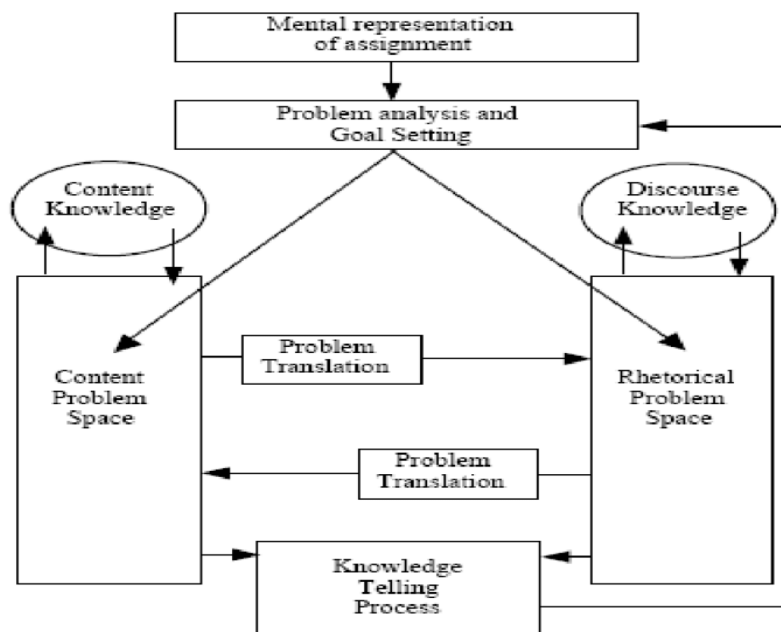 Mental representation
of assignment
Problem analysis and
Goal Setting
Content
Knowledge
Discourse
Knowledge
Problem
Translation
Content
Problem
Space
Rhetorical
Problem
Space
Problem
Translation
Knowledge
Telling
Process